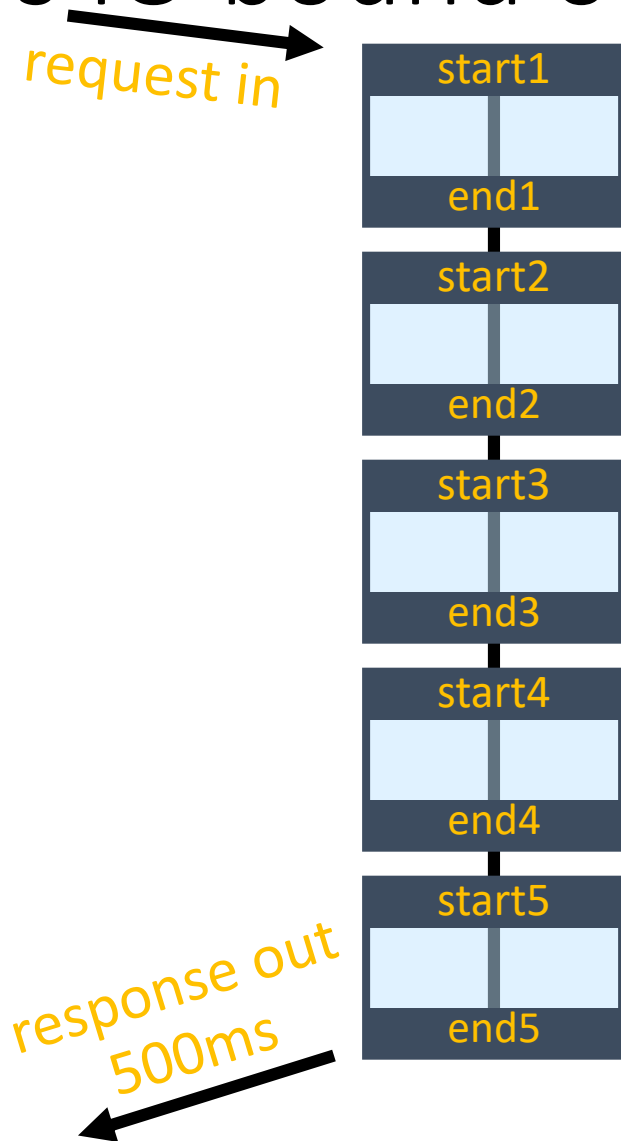 request in
start1
end1
start2
end2
start3
end3
start4
end4
start5
end5
response out
500ms